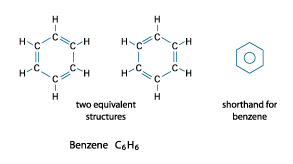 H
H C H
C C
C C
H C H
H
H
H C H
C C
C C
H C H
H
two equivalent
structures
shorthand for
benzene
Benzene C₆H₆